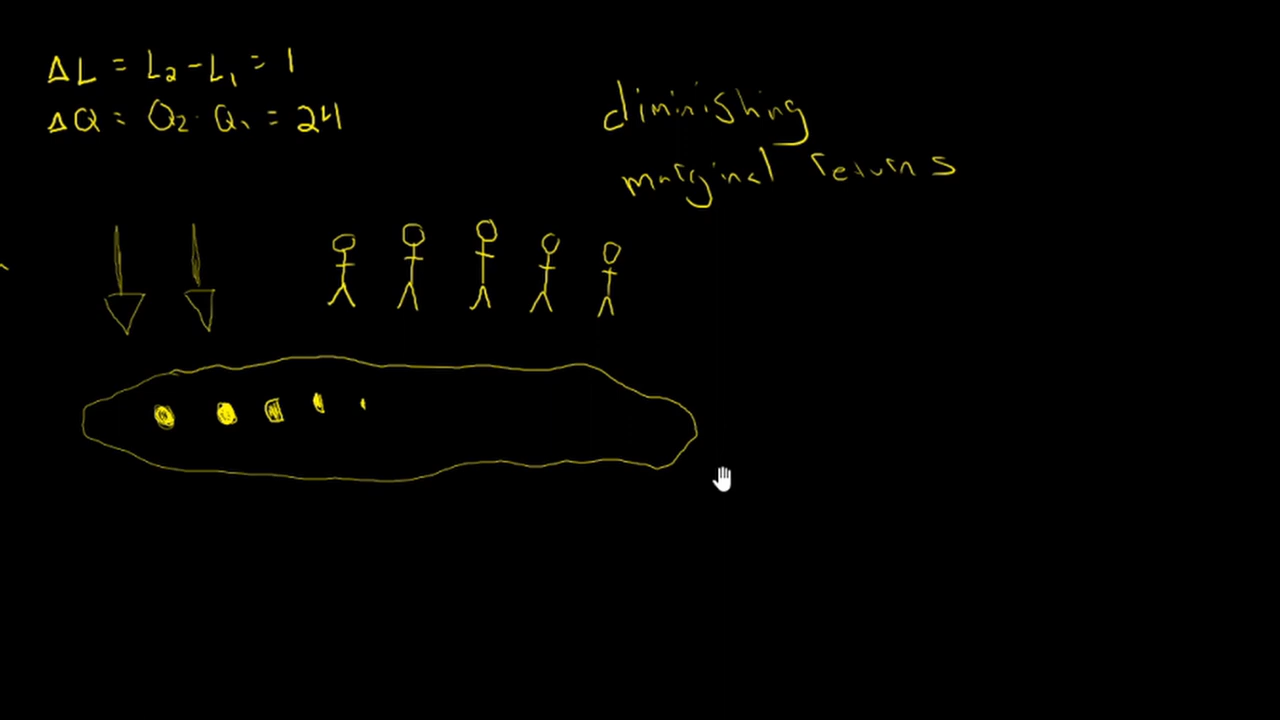 ΔL = L₂ - L₁ = 1
ΔQ = Q₂ - Q₁ = 24
diminishing
marginal returns